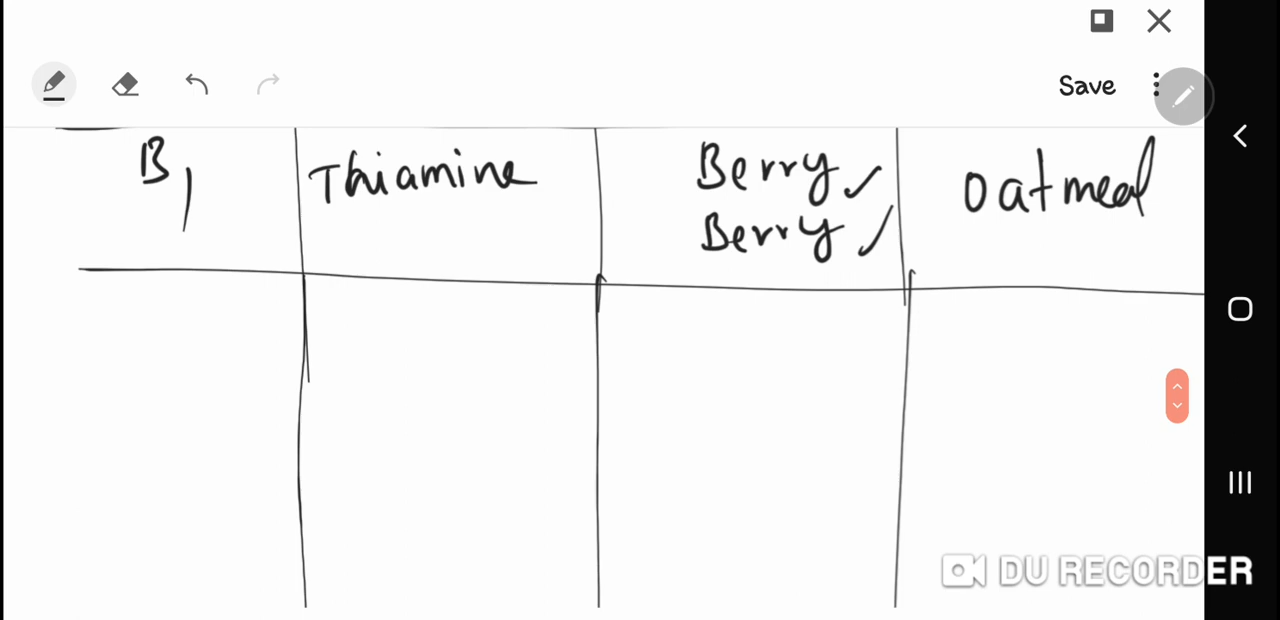 Save
B1 Thiamine Berry ✓ Oatmeal
Berry ✓
DU RECORDER